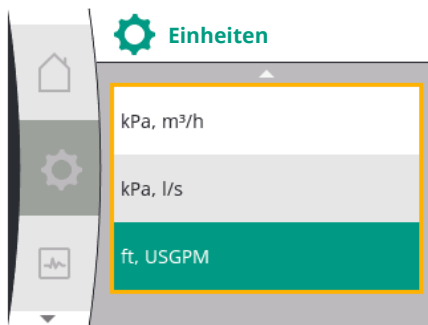 Einheiten
kPa, m³/h
kPa, l/s
ft, USGPM